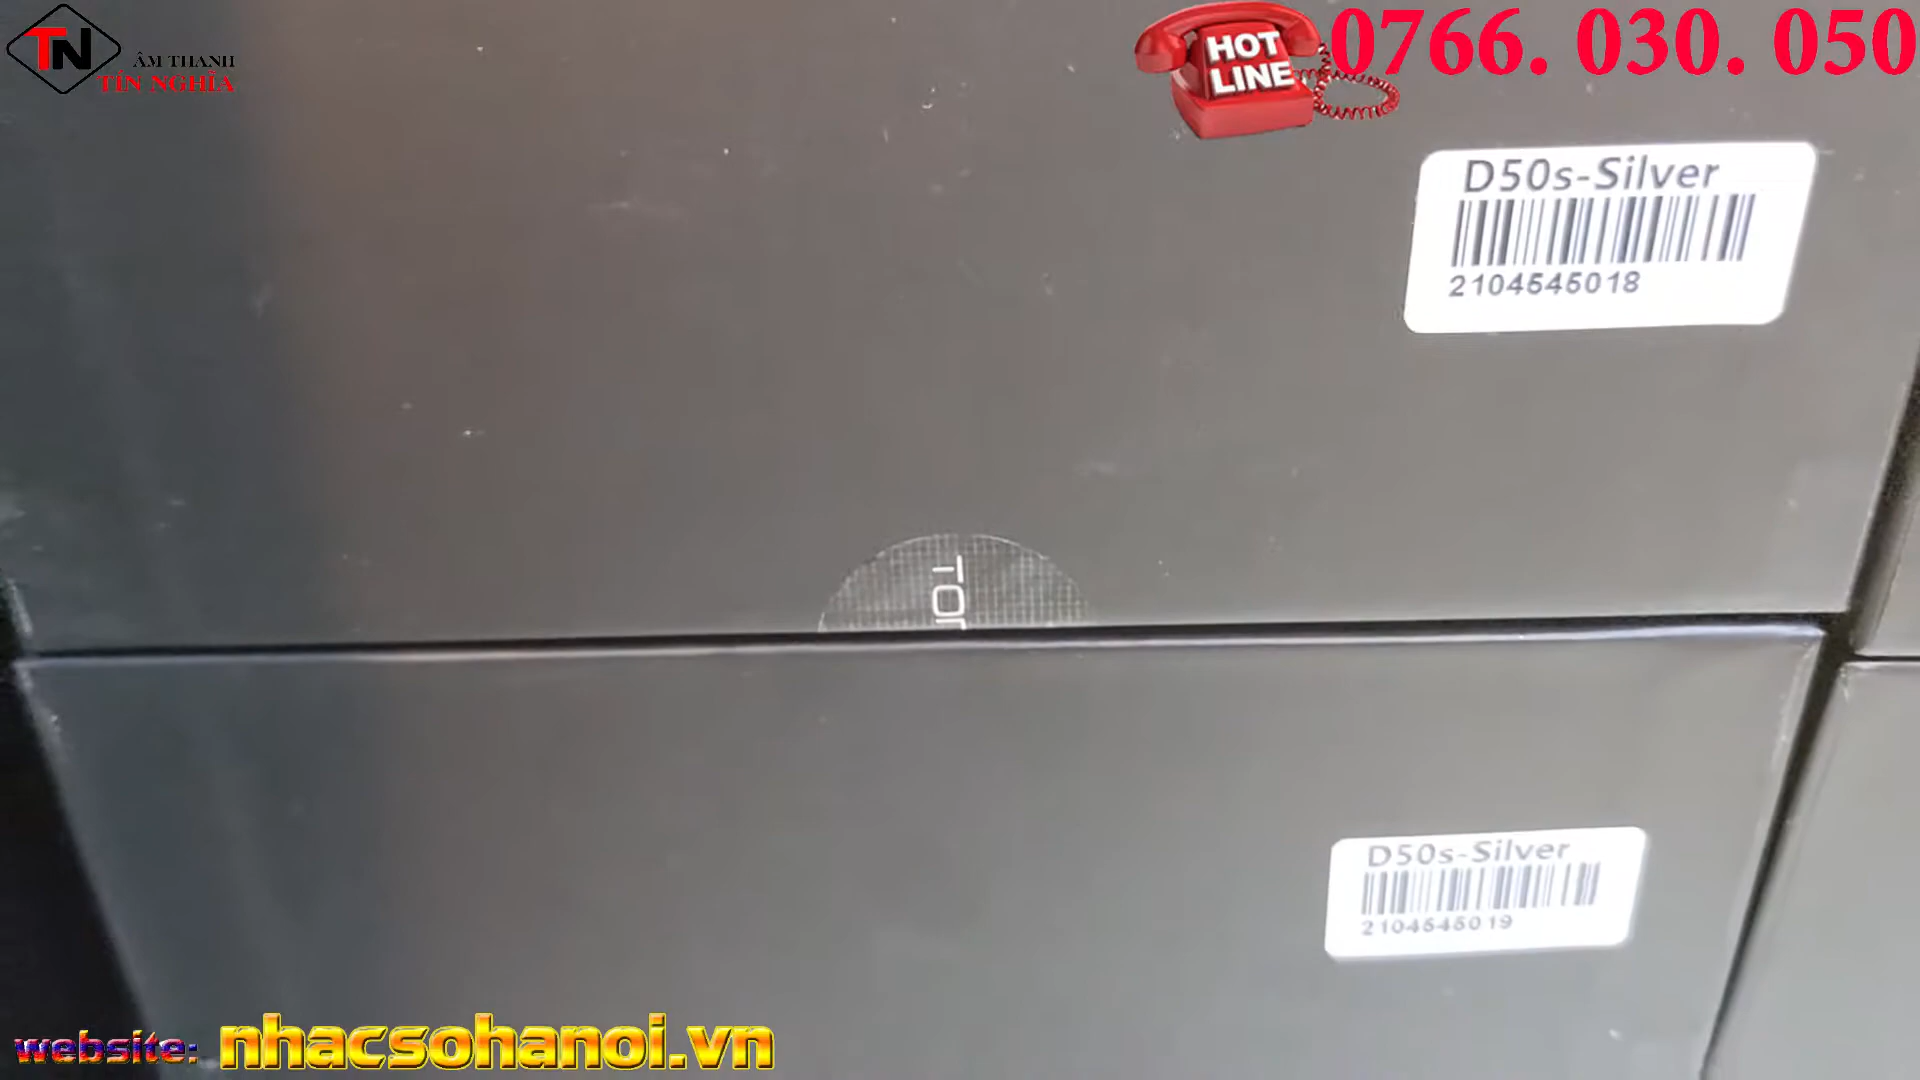 TN
ÂM THANH
TÍN NGHĨA
HOT
LINE
0766. 030. 050
D50s-Silver
2104545018
TOP
D50s-Silver
2104545019
website: nhacsohanoi.vn